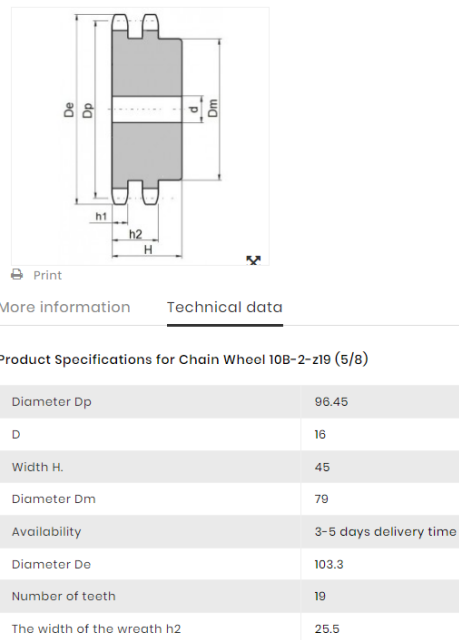 De
Dp
d
Dm
h1
h2
H
Print
More information Technical data
Product Specifications for Chain Wheel 10B-2-z19 (5/8)
Diameter Dp 96.45
D 16
Width H. 45
Diameter Dm 79
Availability 3-5 days delivery time
Diameter De 103.3
Number of teeth 19
The width of the wreath h2 25.5